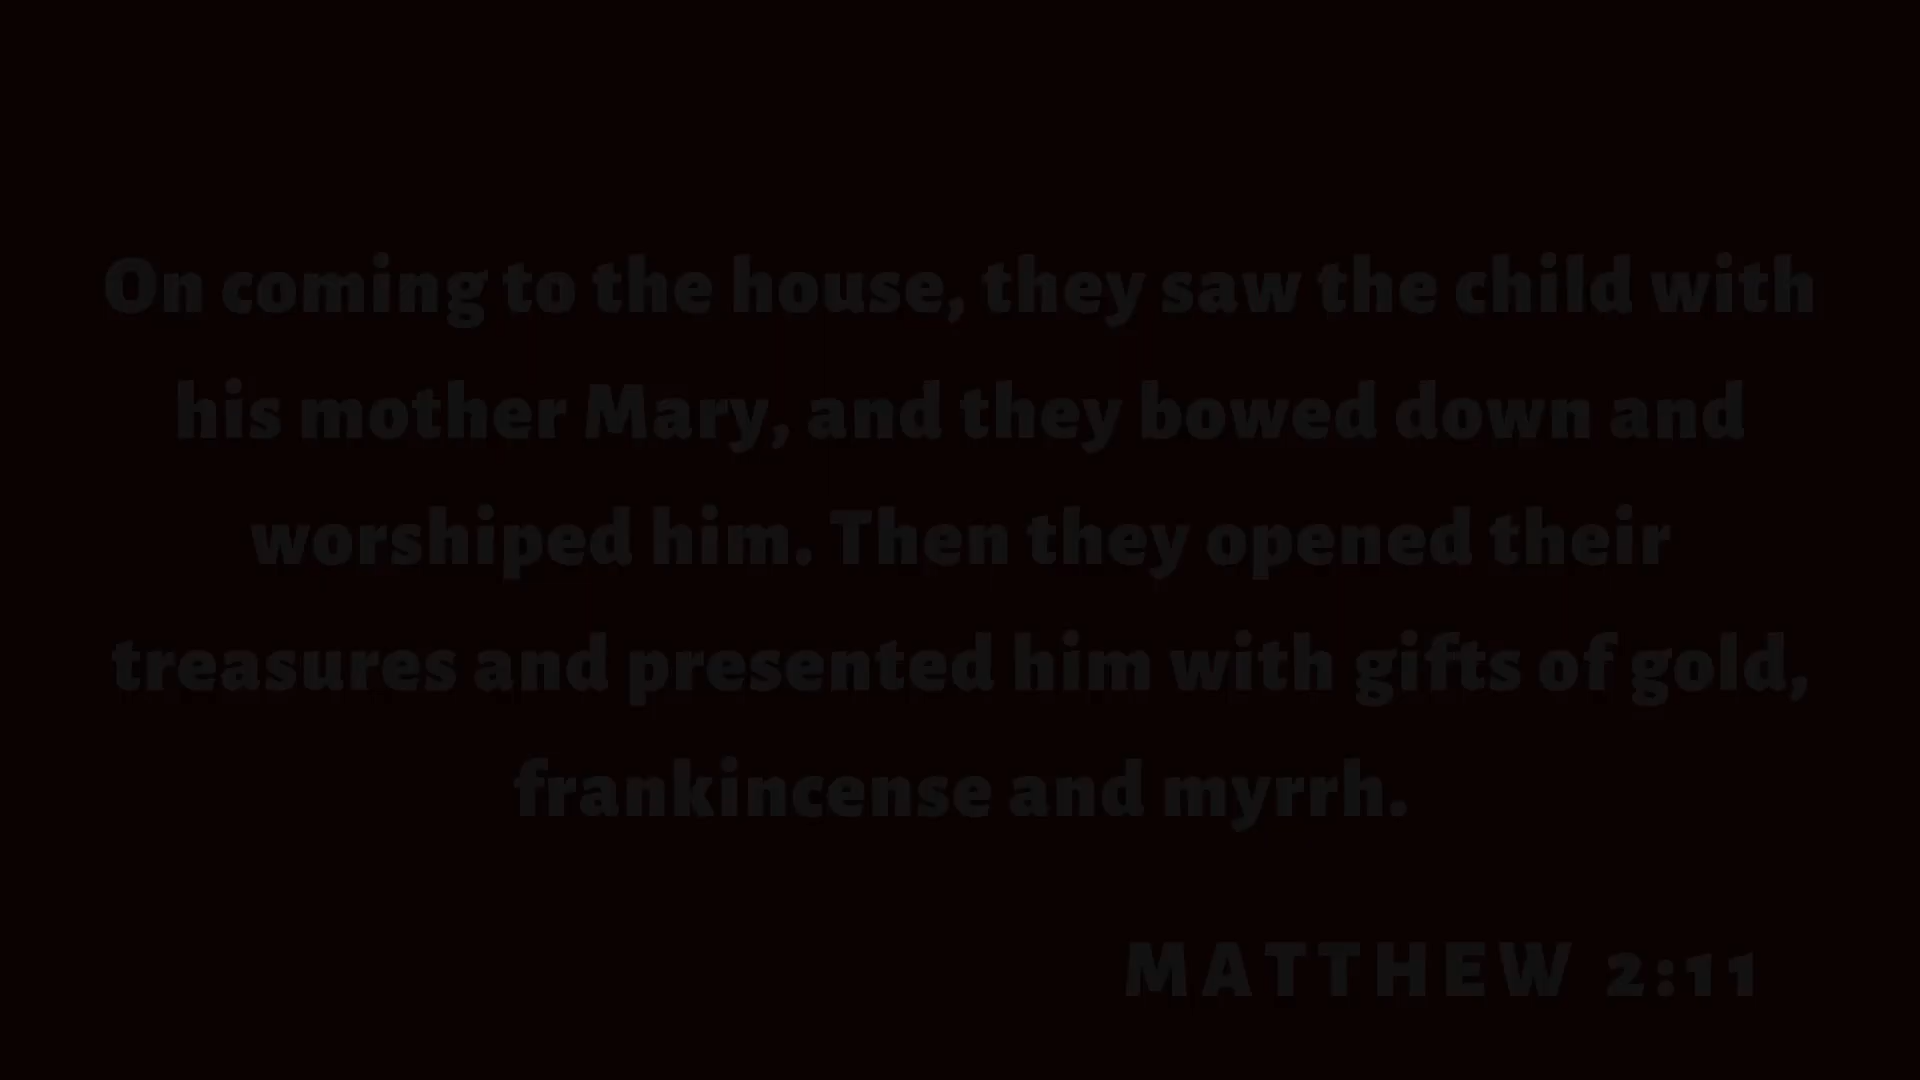 On coming to the house, they saw the child with
his mother Mary, and they bowed down and
worshiped him. Then they opened their
treasures and presented him with gifts of gold,
frankincense and myrrh.
MATTHEW 2:11